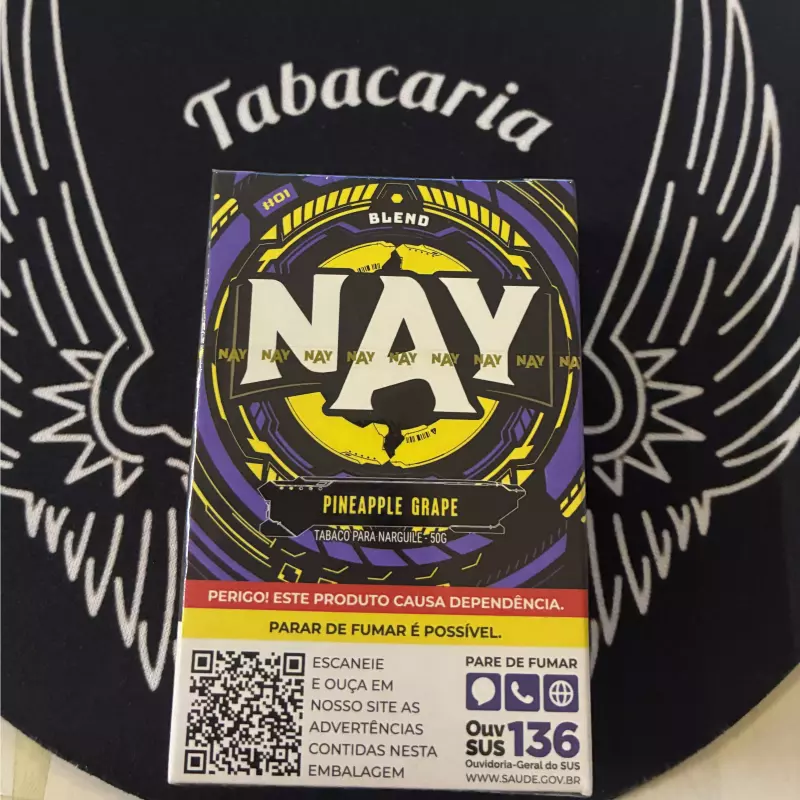 Tabacaria
#01
BLEND
NAY
NAY NAY NAY NAY NAY NAY NAY NAY NA
PINEAPPLE GRAPE
TABACO PARA NARGUILE - 50G
PERIGO! ESTE PRODUTO CAUSA DEPENDÊNCIA.
PARAR DE FUMAR É POSSÍVEL.
ESCANEIE
E OUÇA EM
NOSSO SITE AS
ADVERTÊNCIAS
CONTIDAS NESTA
EMBALAGEM
PARE DE FUMAR
Ouv
SUS 136
Ouvidoria-Geral do SUS
WWW.SAUDE.GOV.BR